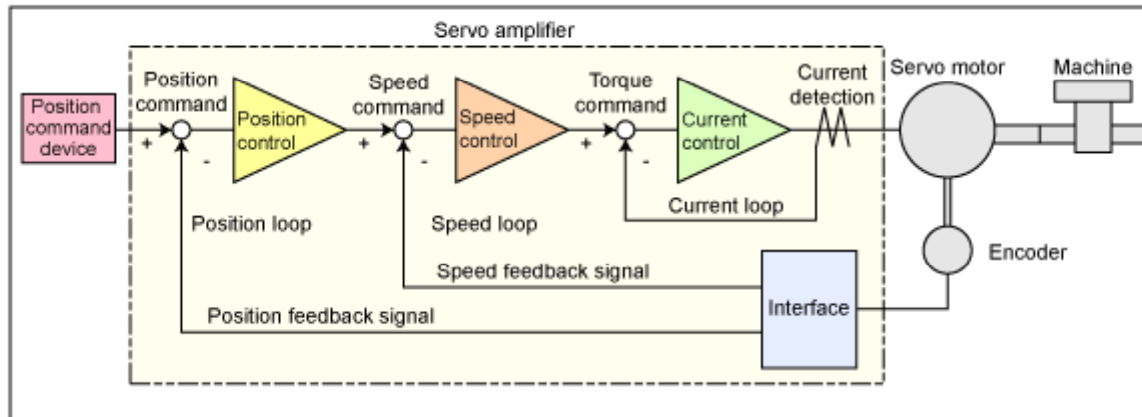 Servo amplifier
Position
command
device
Position
command
+
-
Position
control
Speed
command
+
-
Speed
control
Torque
command
+
-
Current
control
Current
detection
Servo motor
Machine
Position loop
Speed loop
Current loop
Encoder
Speed feedback signal
Interface
Position feedback signal